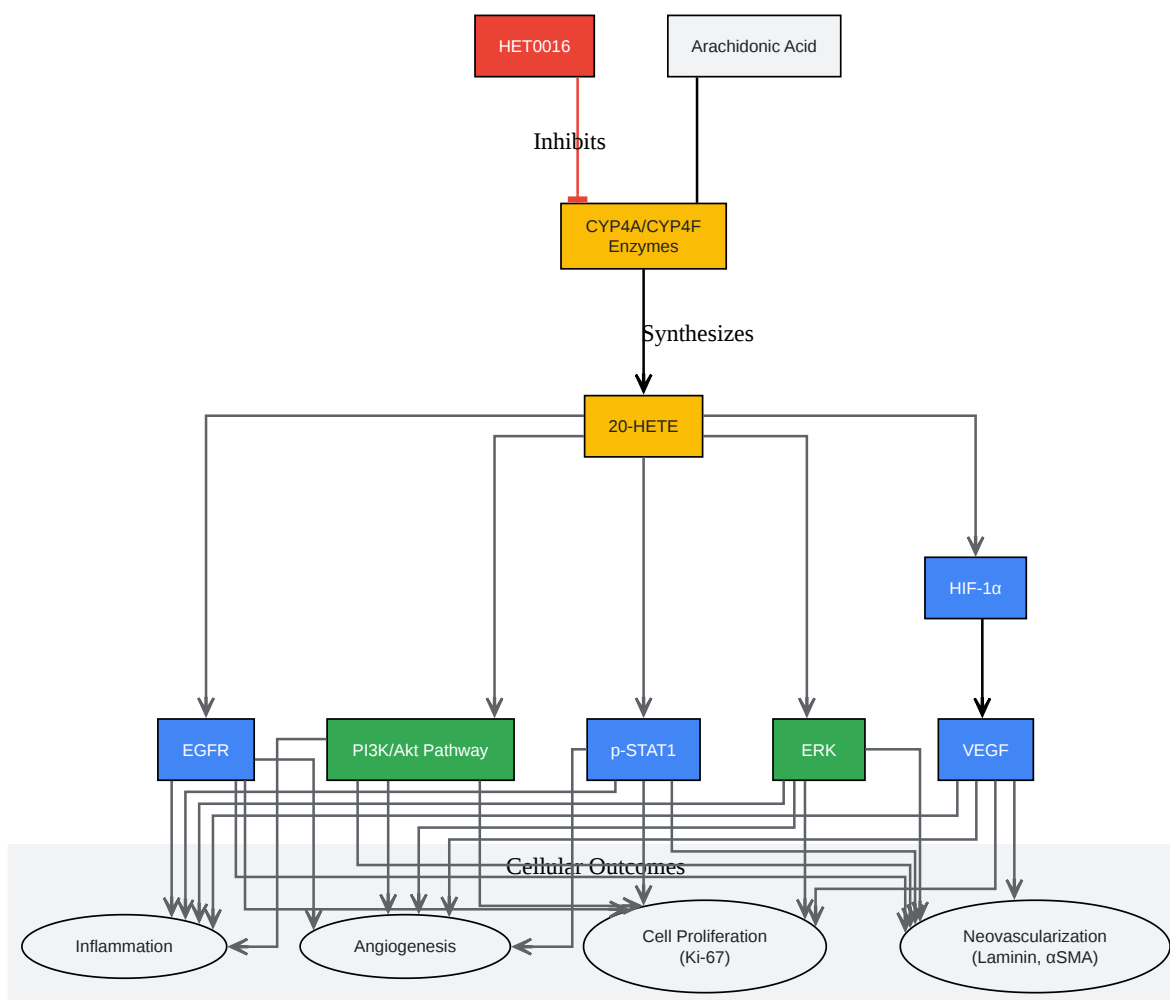 HET0016
Arachidonic Acid
Inhibits
CYP4A/CYP4F
Enzymes
Synthesizes
20-HETE
HIF-1α
EGFR
PI3K/Akt Pathway
p-STAT1
ERK
VEGF
Cellular Outcomes
Inflammation
Angiogenesis
Cell Proliferation
(Ki-67)
Neovascularization
(Laminin, αSMA)